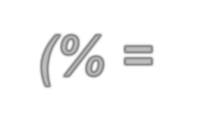 (% =